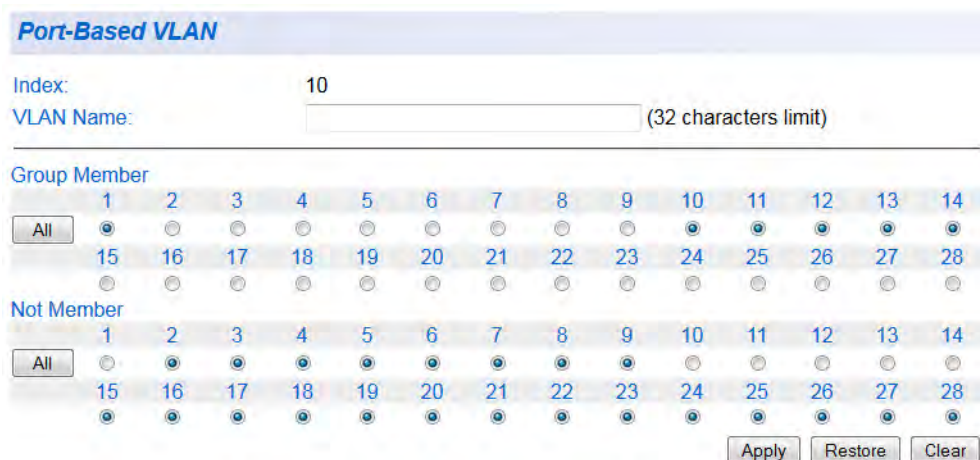 Port-Based VLAN
Index: 10
VLAN Name: (32 characters limit)
Group Member
1 2 3 4 5 6 7 8 9 10 11 12 13 14
All
15 16 17 18 19 20 21 22 23 24 25 26 27 28
Not Member
1 2 3 4 5 6 7 8 9 10 11 12 13 14
All
15 16 17 18 19 20 21 22 23 24 25 26 27 28
Apply Restore Clear